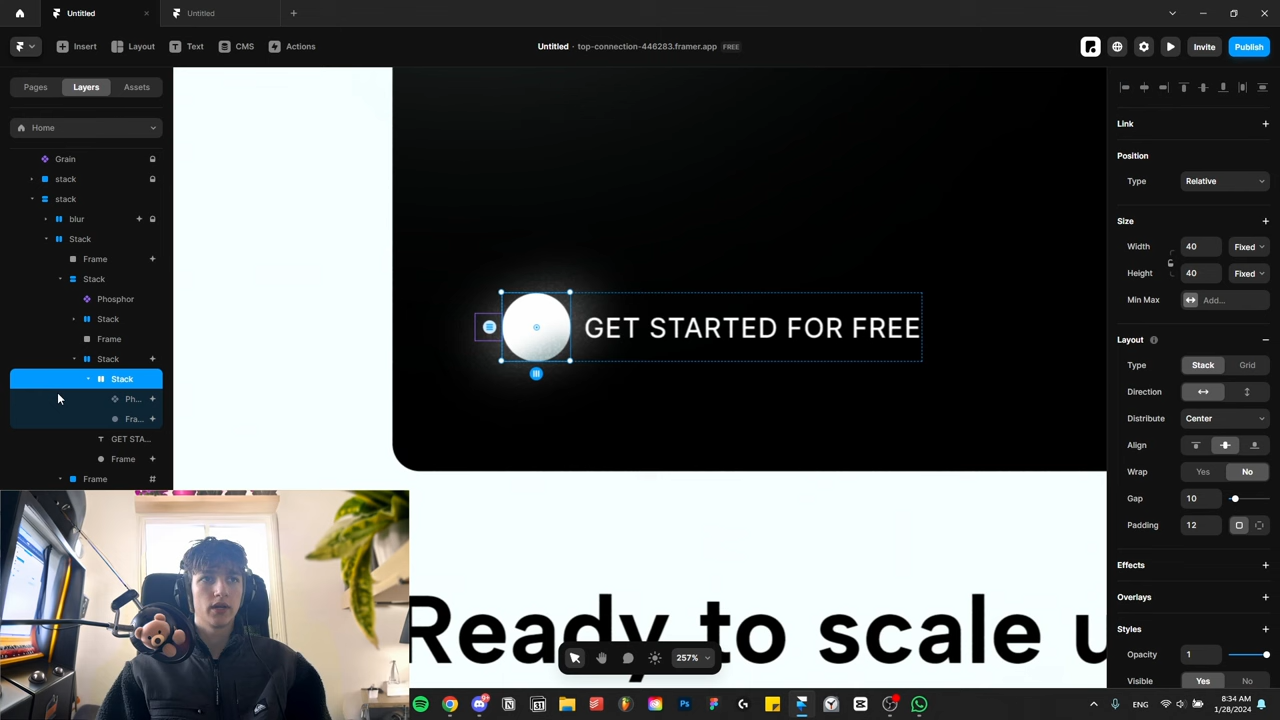 Untitled
Untitled
Insert
Layout
Text
CMS
Actions
Untitled · top-connection-446283.framer.app FREE
Invite
Publish
Pages
Layers
Assets
Home
Grain
stack
stack
blur
Stack
Frame
Stack
Phosphor
Stack
Frame
Stack
Stack
Ph...
Fra...
GET STA...
Frame
Frame
GET STARTED FOR FREE
Ready to scale u
257%
Link
Position
Type
Relative
Size
Width
40
Fixed
Height
40
Fixed
Min Max
Add...
Layout
Type
Stack
Grid
Direction
Distribute
Center
Align
Wrap
Yes
No
Gap
10
Padding
12
Effects
Overlays
Styles
Opacity
1
Visible
Yes
No
ENG
8:34 AM
1/28/2024